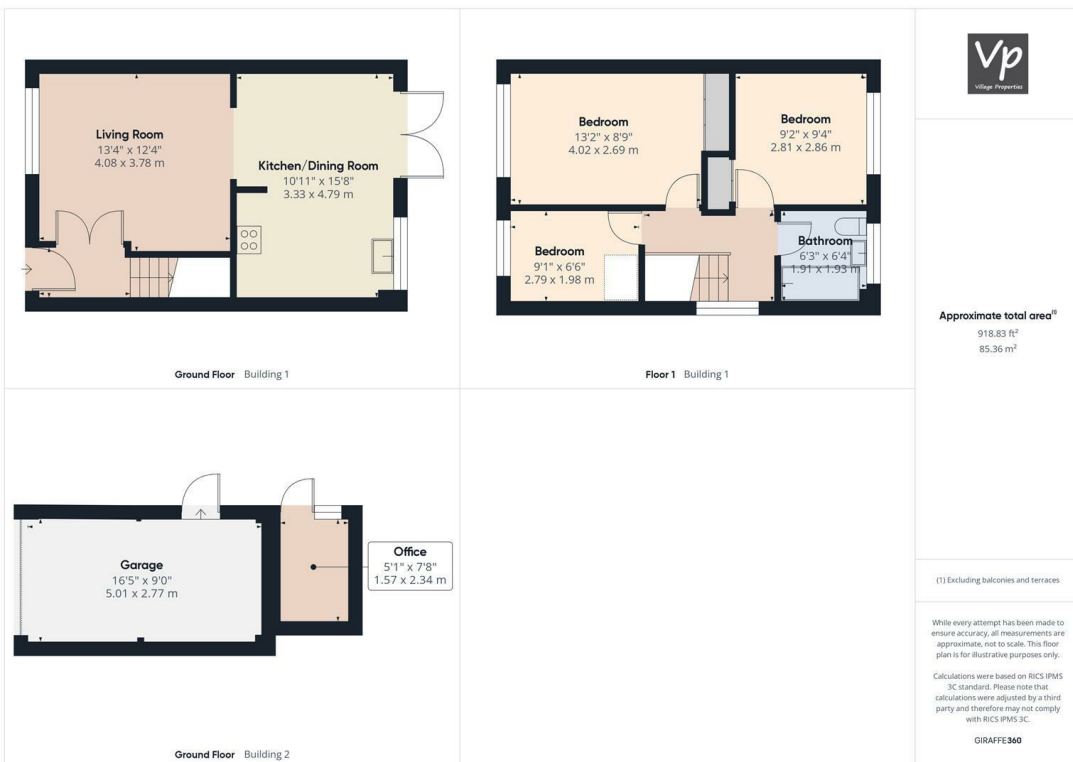 Living Room
13'4" x 12'4"
4.08 x 3.78 m
Kitchen/Dining Room
10'11" x 15'8"
3.33 x 4.79 m
Ground Floor Building 1
Bedroom
13'2" x 8'9"
4.02 x 2.69 m
Bedroom
9'2" x 9'4"
2.81 x 2.86 m
Bedroom
9'1" x 6'6"
2.79 x 1.98 m
Bathroom
6'3" x 6'4"
1.91 x 1.93 m
Floor 1 Building 1
Garage
16'5" x 9'0"
5.01 x 2.77 m
Office
5'1" x 7'8"
1.57 x 2.34 m
Ground Floor Building 2
Vp
Village Properties
Approximate total area⁽¹⁾
918.83 ft²
85.36 m²
(1) Excluding balconies and terraces
While every attempt has been made to
ensure accuracy, all measurements are
approximate, not to scale. This floor
plan is for illustrative purposes only.
Calculations were based on RICS IPMS
3C standard. Please note that
calculations were adjusted by a third
party and therefore may not comply
with RICS IPMS 3C.
GIRAFFE360